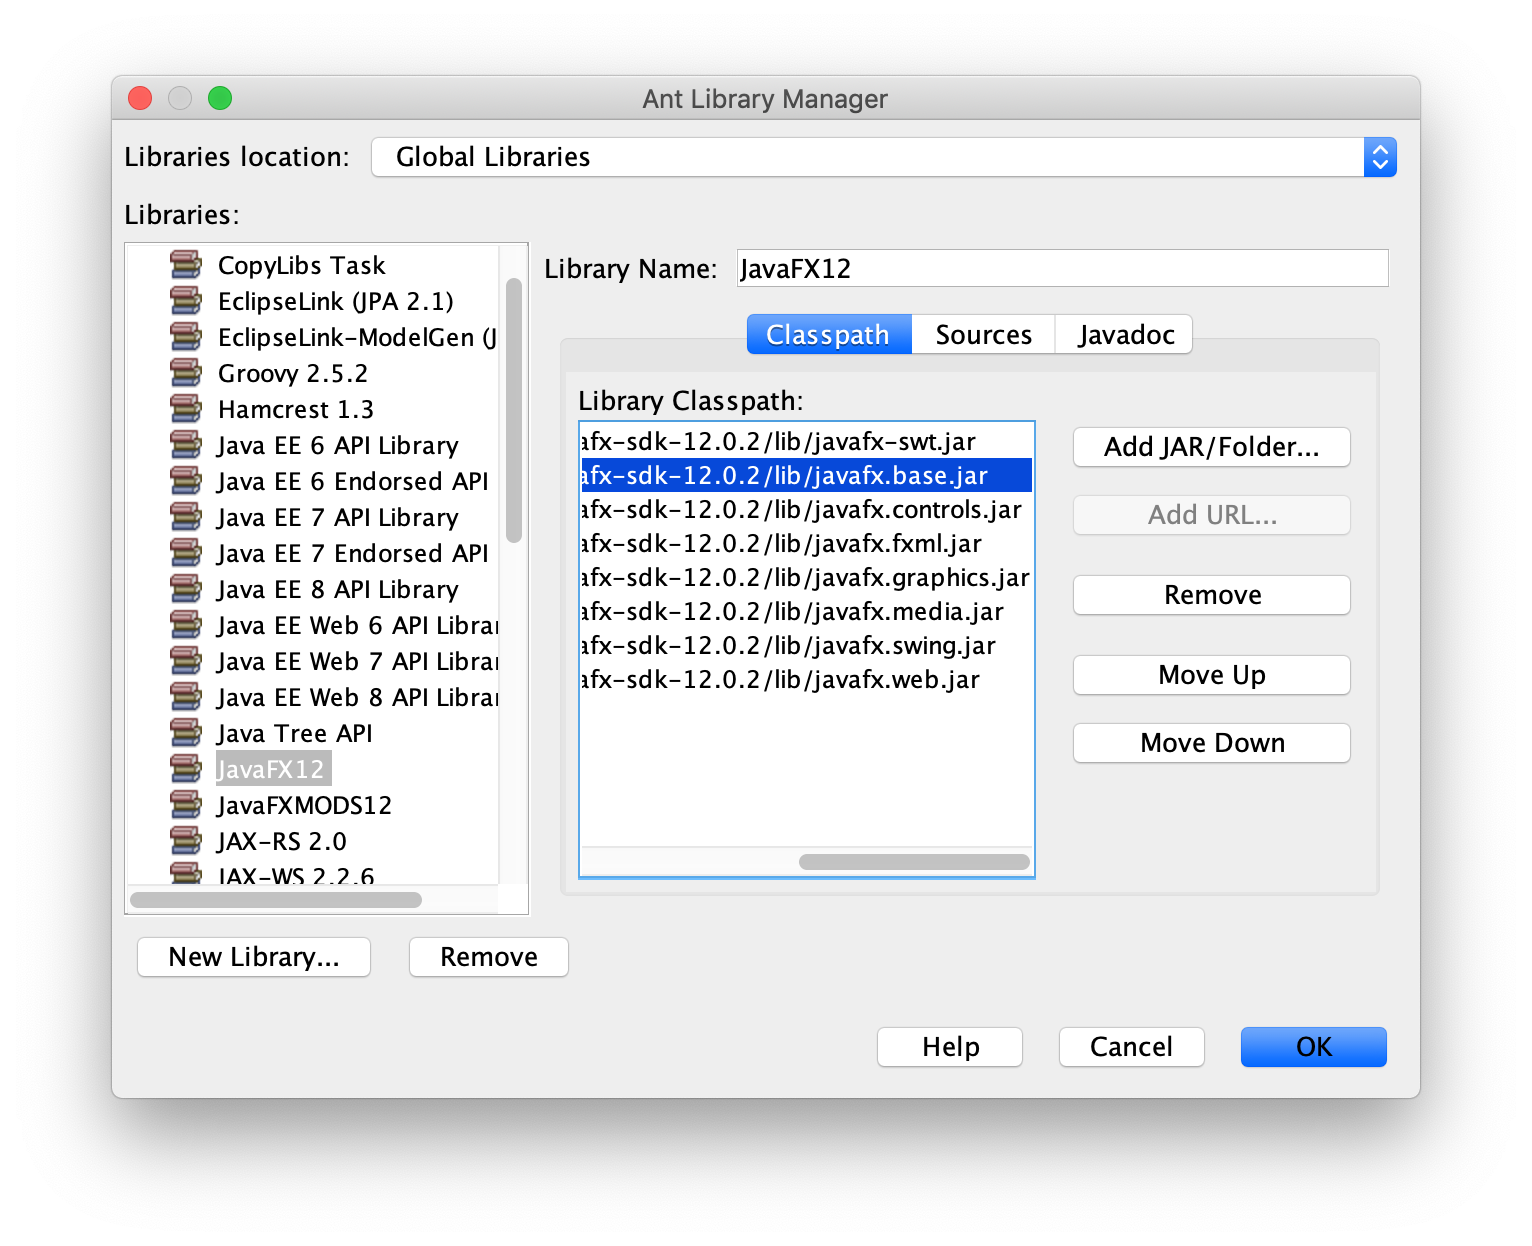 Ant Library Manager
Libraries location:
Global Libraries
Libraries:
CopyLibs Task
EclipseLink (JPA 2.1)
EclipseLink-ModelGen (J
Groovy 2.5.2
Hamcrest 1.3
Java EE 6 API Library
Java EE 6 Endorsed API
Java EE 7 API Library
Java EE 7 Endorsed API
Java EE 8 API Library
Java EE Web 6 API Librar
Java EE Web 7 API Librar
Java EE Web 8 API Librar
Java Tree API
JavaFX12
JavaFXMODS12
JAX-RS 2.0
JAX-WS 2.2.6
New Library...
Remove
Library Name:
JavaFX12
Classpath
Sources
Javadoc
Library Classpath:
afx-sdk-12.0.2/lib/javafx-swt.jar
afx-sdk-12.0.2/lib/javafx.base.jar
afx-sdk-12.0.2/lib/javafx.controls.jar
afx-sdk-12.0.2/lib/javafx.fxml.jar
afx-sdk-12.0.2/lib/javafx.graphics.jar
afx-sdk-12.0.2/lib/javafx.media.jar
afx-sdk-12.0.2/lib/javafx.swing.jar
afx-sdk-12.0.2/lib/javafx.web.jar
Add JAR/Folder...
Add URL...
Remove
Move Up
Move Down
Help
Cancel
OK